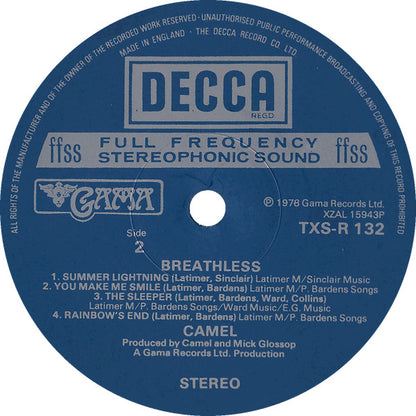 ALL RIGHTS OF THE MANUFACTURER AND OF THE OWNER OF THE RECORDED WORK RESERVED · UNAUTHORISED PUBLIC PERFORMANCE BROADCASTING AND COPYING OF THIS RECORD PROHIBITED
MADE IN ENGLAND · THE DECCA RECORD CO. LTD.
DECCA
REGD
ffss FULL FREQUENCY STEREOPHONIC SOUND ffss
GAMA
℗ 1976 Gama Records Ltd.
XZAL 15943P
TXS-R 132
Side
2
BREATHLESS
1. SUMMER LIGHTNING (Latimer, Sinclair) Latimer M/Sinclair Music
2. YOU MAKE ME SMILE (Latimer, Bardens) Latimer M/P. Bardens Songs
3. THE SLEEPER (Latimer, Bardens, Ward, Collins)
Latimer M/P. Bardens Songs/Ward Music/E.G. Music
4. RAINBOW'S END (Latimer, Bardens) Latimer M/P. Bardens Songs
CAMEL
Produced by Camel and Mick Glossop
A Gama Records Ltd. Production
STEREO